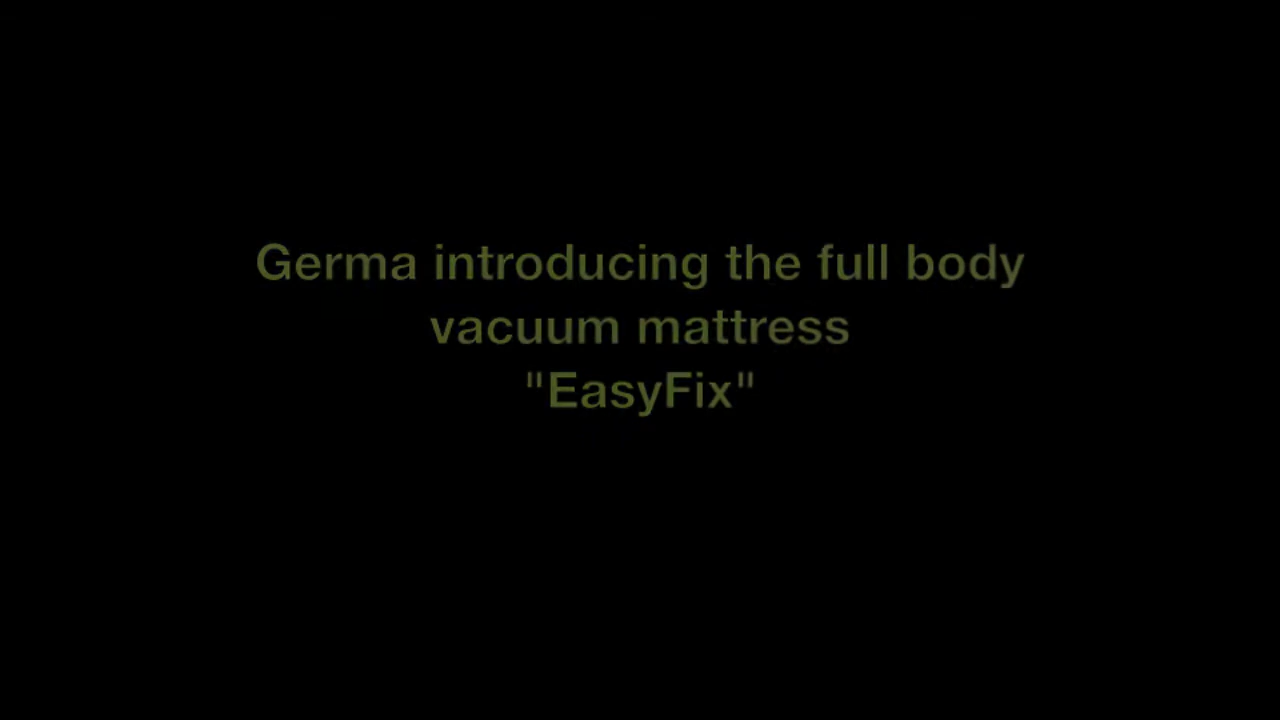 Germa introducing the full body
vacuum mattress
"EasyFix"